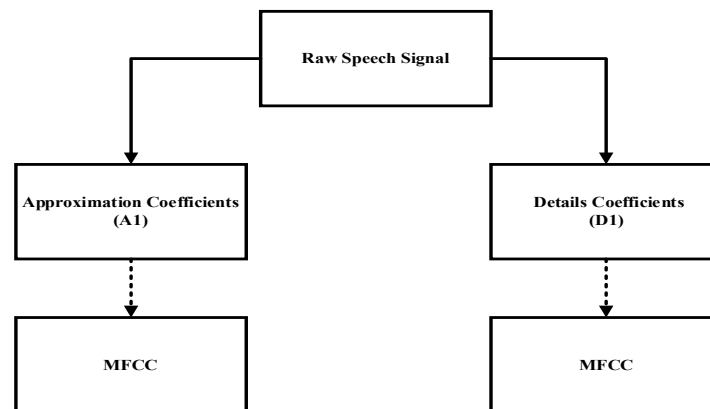 Raw Speech Signal
Approximation Coefficients
(A1)
Details Coefficients
(D1)
MFCC
MFCC